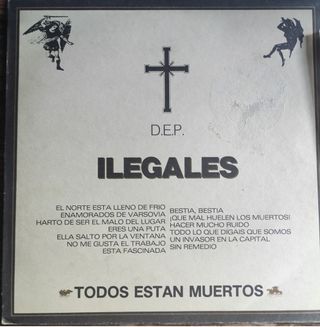 D.E.P.
ILEGALES
EL NORTE ESTA LLENO DE FRIO
ENAMORADOS DE VARSOVIA
HARTO DE SER EL MALO DEL LUGAR
ERES UNA PUTA
ELLA SALTO POR LA VENTANA
NO ME GUSTA EL TRABAJO
ESTA FASCINADA
BESTIA, BESTIA
¡QUE MAL HUELEN LOS MUERTOS!
HACER MUCHO RUIDO
TODO LO QUE DIGAIS QUE SOMOS
UN INVASOR EN LA CAPITAL
SIN REMEDIO
TODOS ESTAN MUERTOS